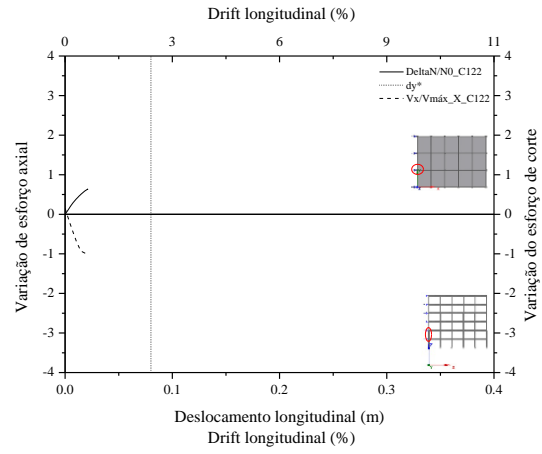 Drift longitudinal (%)
0 3 6 8 11
4 4
DeltaN/N0_C122
dy*
Vx/Vmáx_X_C122
3 3
2 2
1 1
0 0
-1 -1
-2 -2
-3 -3
-4 -4
Variação de esforço axial
Variação do esforço de corte
0.0 0.1 0.2 0.3 0.4
Deslocamento longitudinal (m)
Drift longitudinal (%)